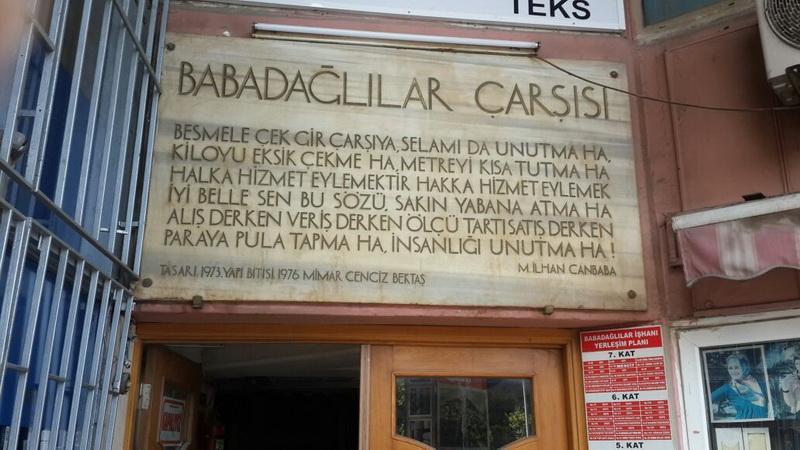 TEKS
BABADAĞLILAR ÇARŞISI
BESMELE ÇEK GİR ÇARŞIYA, SELAMI DA UNUTMA HA,
KİLOYU EKSİK ÇEKME HA, METREYİ KISA TUTMA HA
HALKA HİZMET EYLEMEKTİR HAKKA HİZMET EYLEMEK
İYİ BELLE SEN BU SÖZÜ, SAKIN YABANA ATMA HA
ALIŞ DERKEN VERİŞ DERKEN ÖLÇÜ TARTI SATIŞ DERKEN
PARAYA PULA TAPMA HA, İNSANLIĞI UNUTMA HA!
M. İLHAN CANBABA
TASARI. 1973. YAPI BİTİŞİ. 1976 MİMAR CENGİZ BEKTAŞ
BABADAĞLILAR İŞHANI
YERLEŞİM PLANI
7. KAT
6. KAT
5. KAT